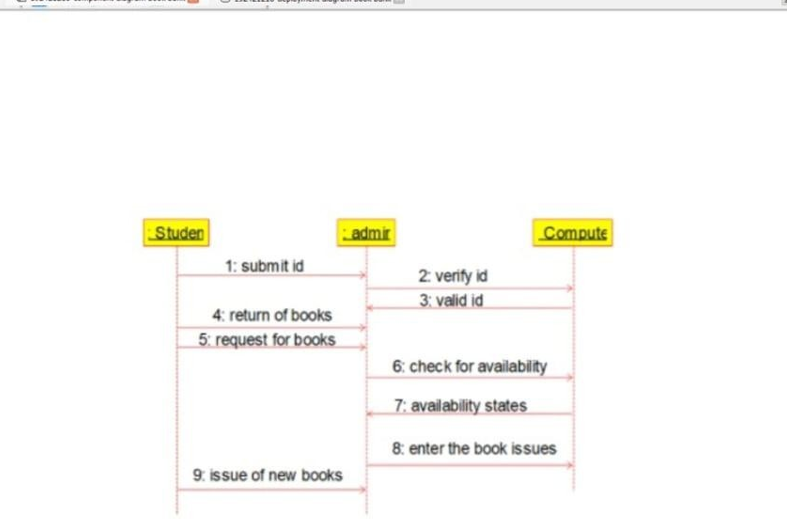 : Studen
: admir
Compute
1: submit id
2: verify id
3: valid id
4: return of books
5: request for books
6: check for availability
7: availability states
8: enter the book issues
9: issue of new books